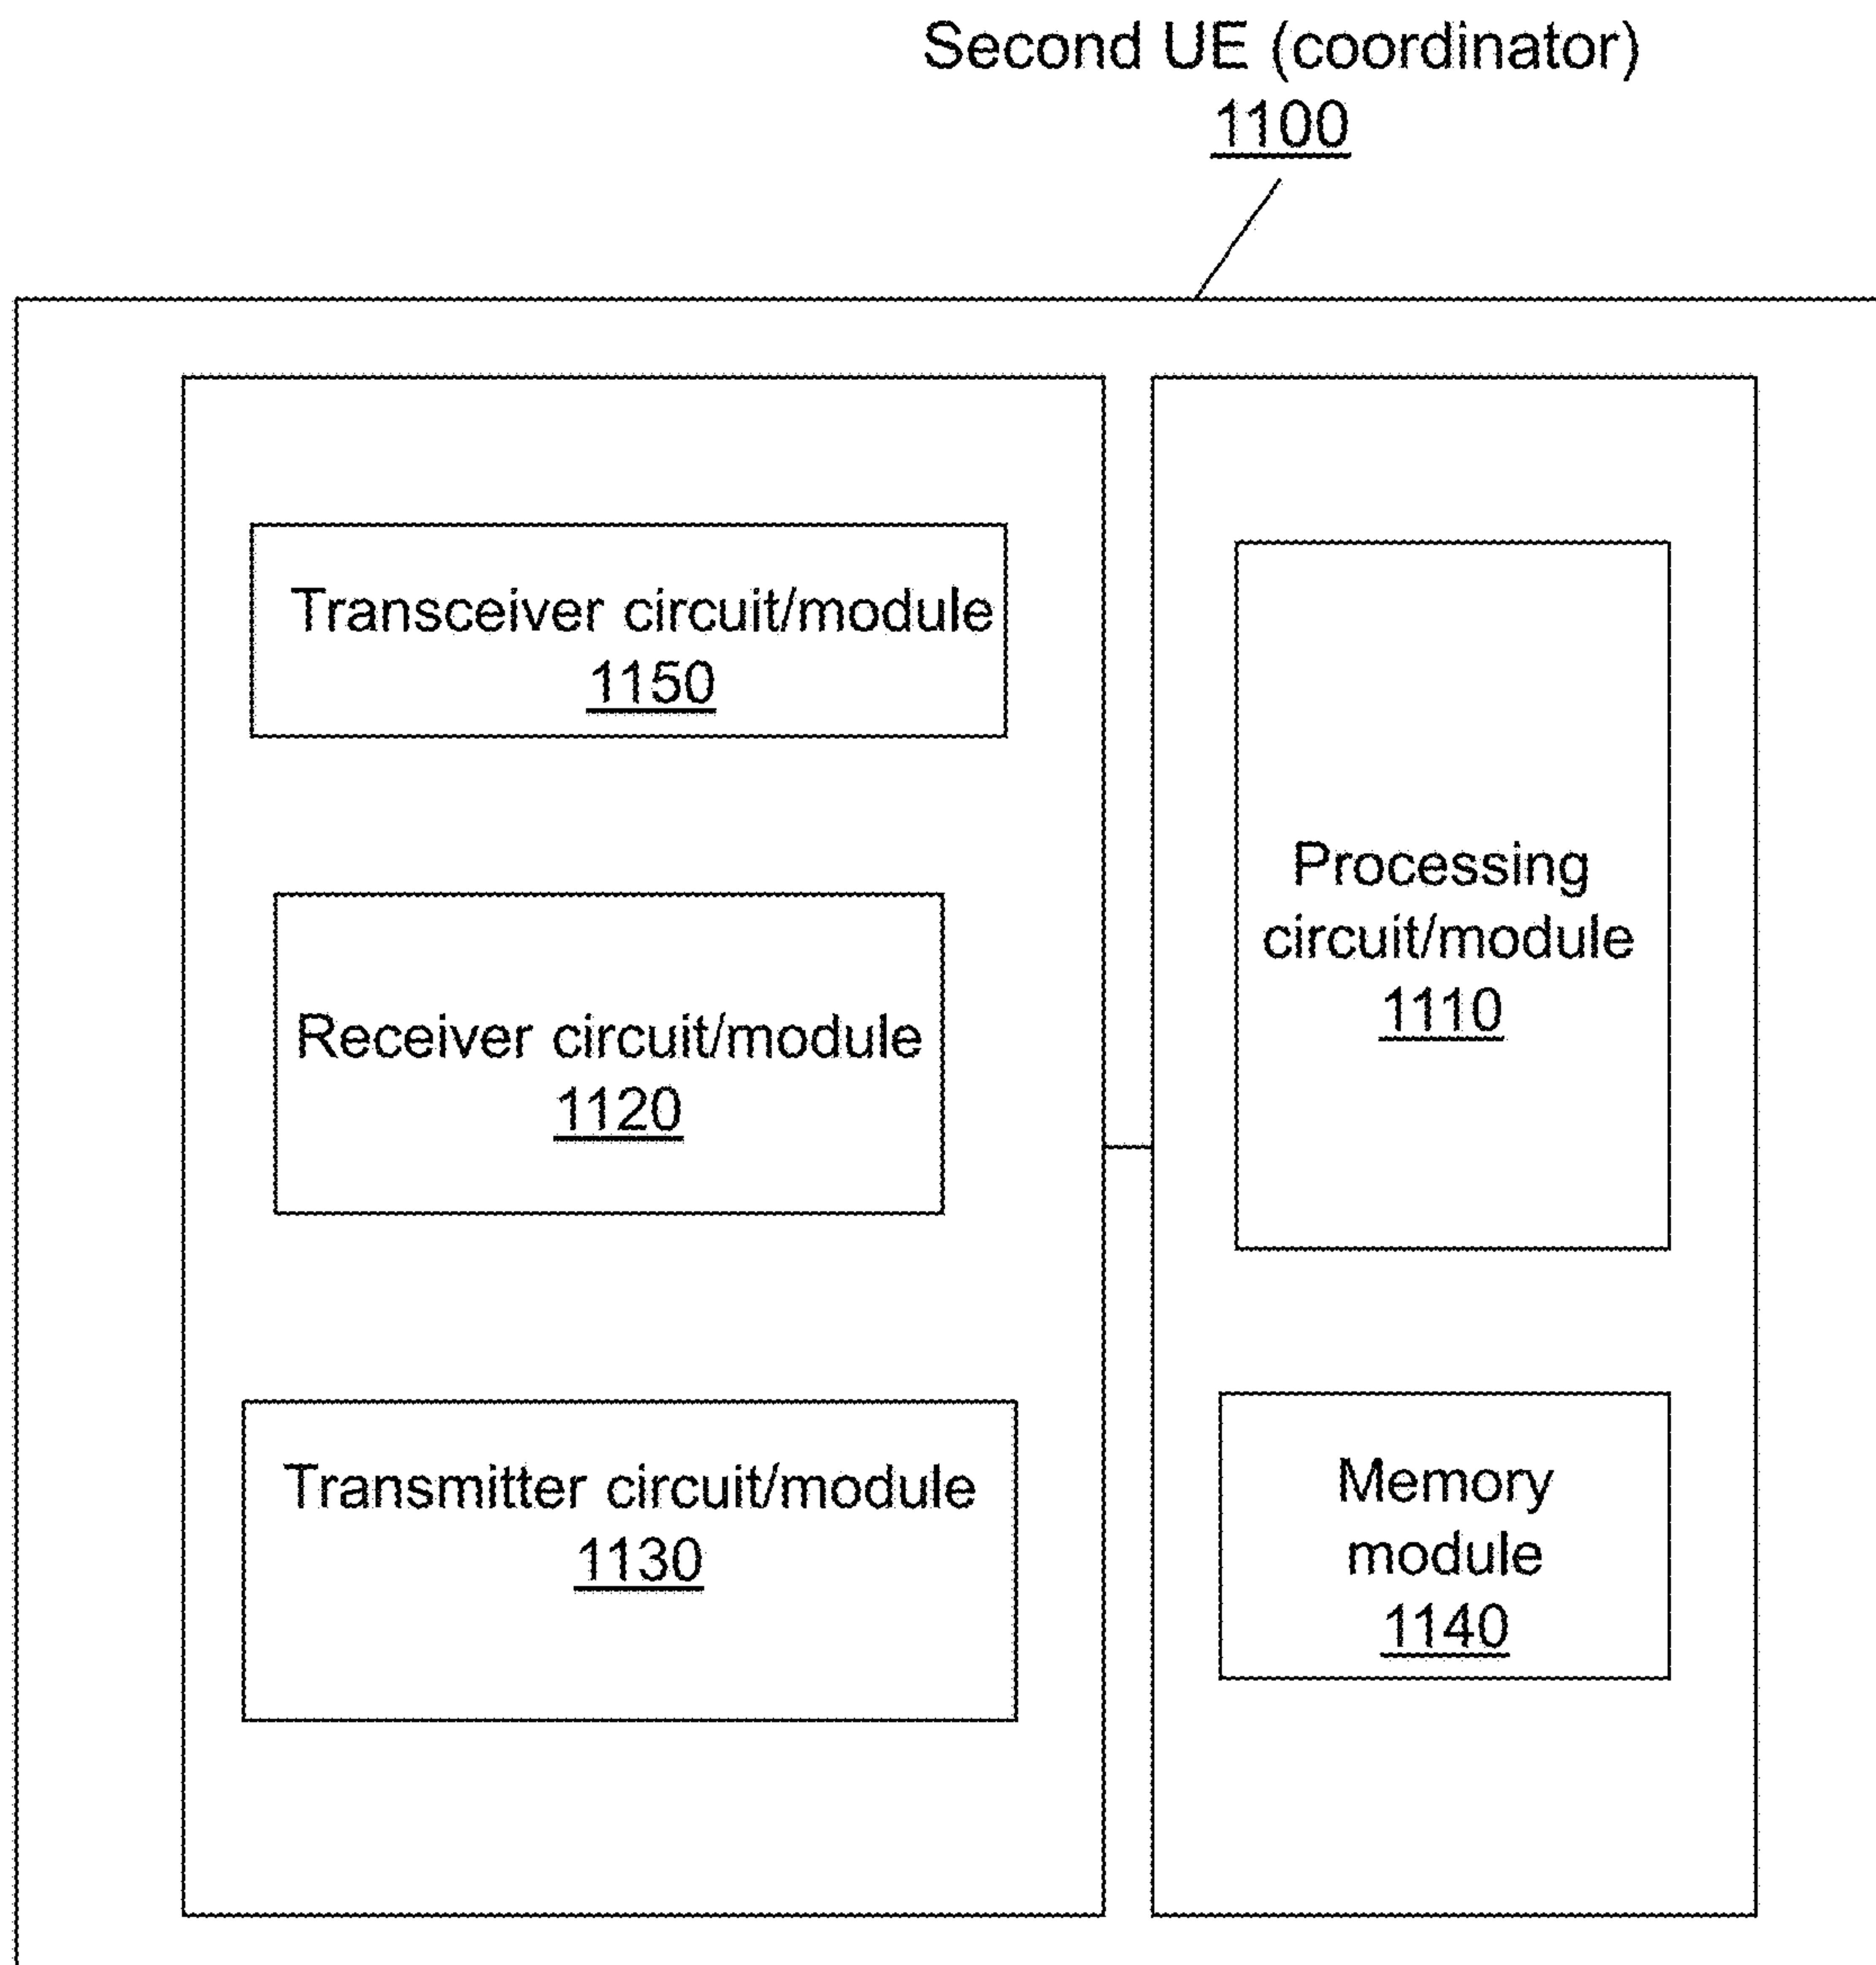 Second UE (coordinator)
1100
Transceiver circuit/module
1150
Receiver circuit/module
1120
Transmitter circuit/module
1130
Processing
circuit/module
1110
Memory
module
1140